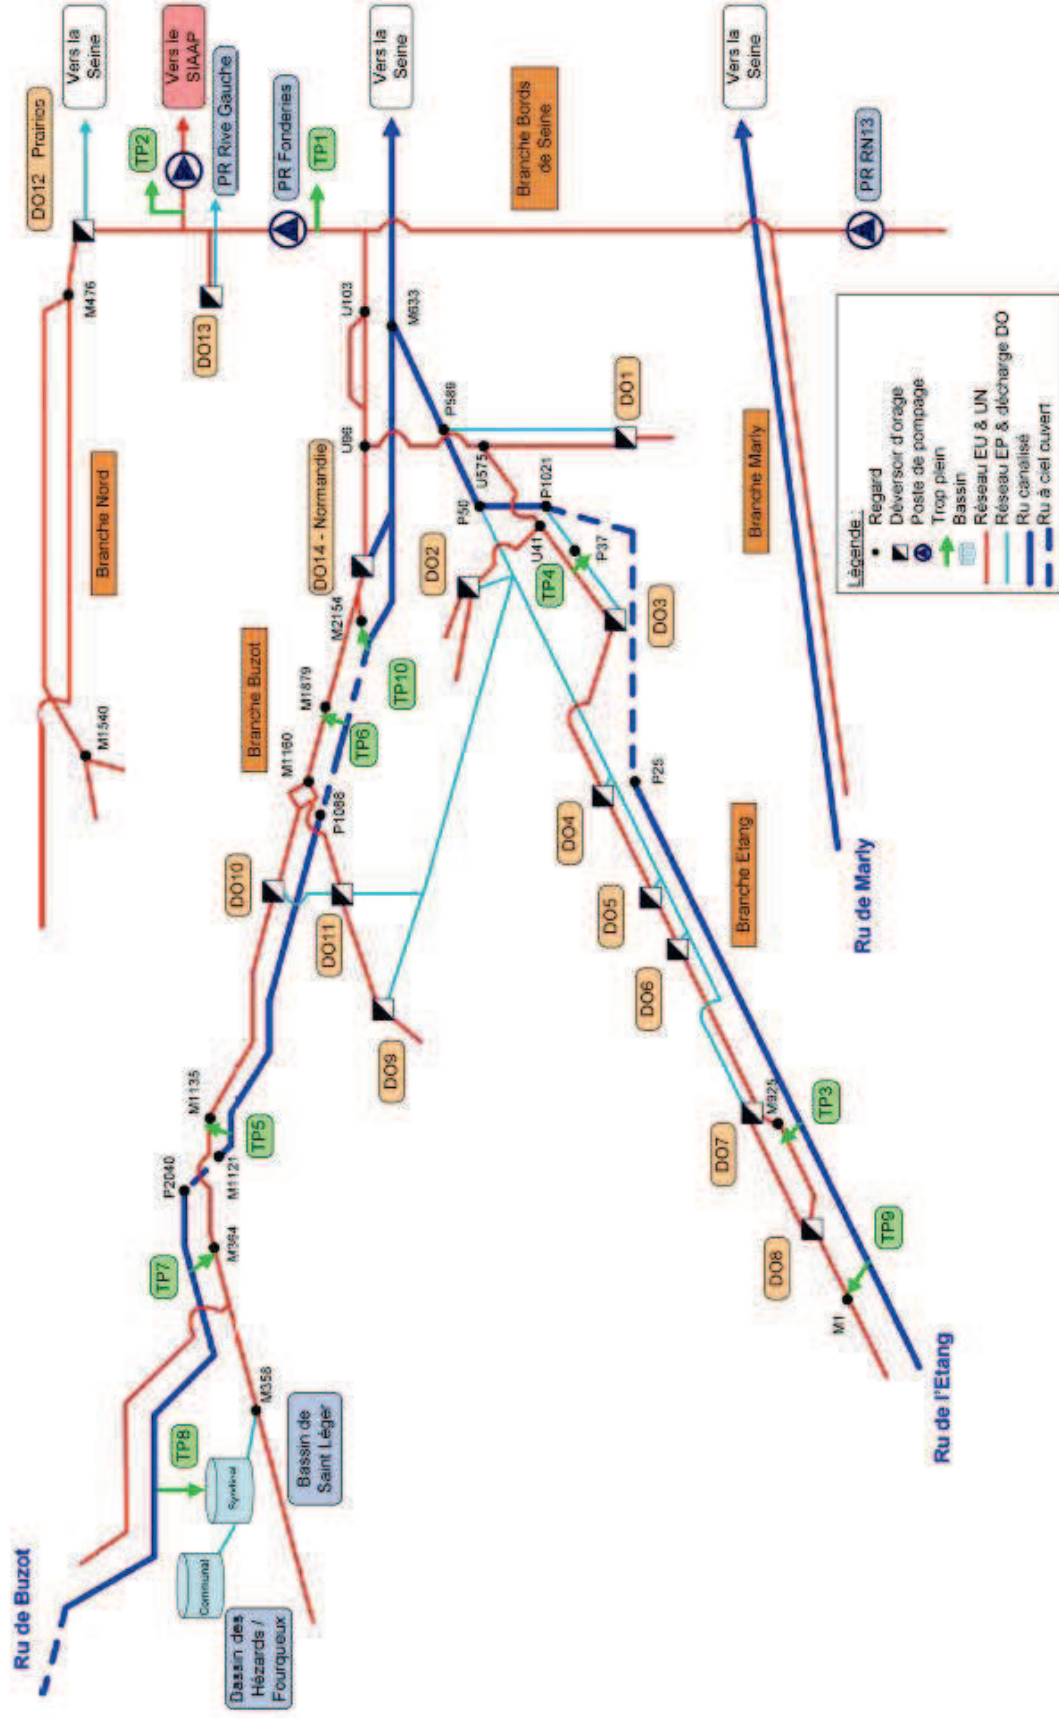 Ru de Buzot
TP8
TP7
P2040
M364
M1121
TP5
M1135
M358
Communal
Syndical
Hézards /
Fourqueux
Bassin de
Saint Léger
Branche Nord
M1540
M476
DO12
Vers la
Seine
TP2
Vers le
SIAAP
PR Rive Gauche
DO13
PR Fonderies
TP1
Vers la
Seine
Branche Bords
de Seine
Vers la
Seine
PR RN13
Branche Buzot
DO10
DO11
DO9
P1088
M1160
M1879
TP6
M2154
TP10
DO14 - Normandie
U96
U103
M633
P589
U575
DO1
P50
P1021
U41
P37
TP4
DO2
DO3
P25
DO4
DO5
DO6
DO7
M925
TP3
DO8
TP9
M1
Branche Etang
Ru de l'Etang
Branche Marly
Ru de Marly
Légende :
Regard
Déversoir d'orage
Poste de pompage
Trop plein
Bassin
Réseau EU & UN
Réseau EP & décharge DO
Ru canalisé
Ru à ciel ouvert